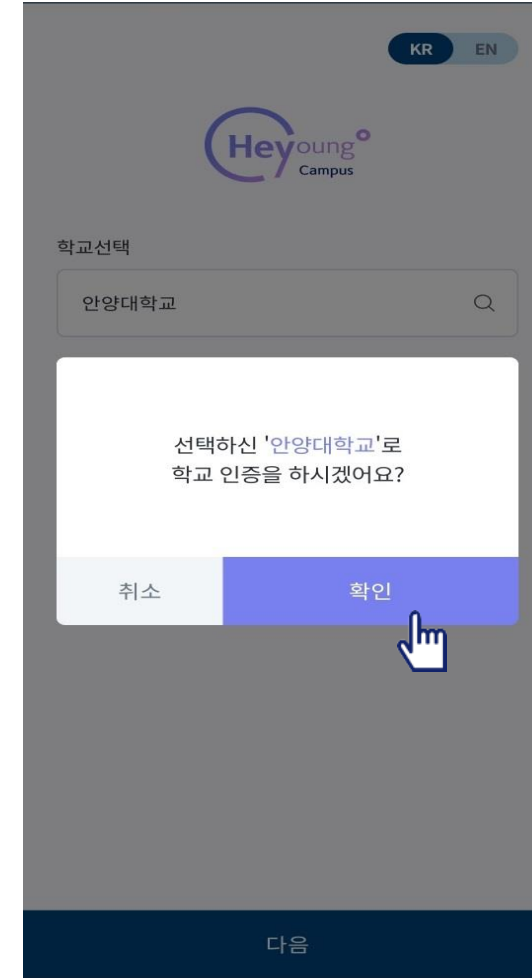 KR EN
Heyoung
Campus
학교선택
안양대학교
선택하신 '안양대학교'로
학교 인증을 하시겠어요?
취소 확인
다음